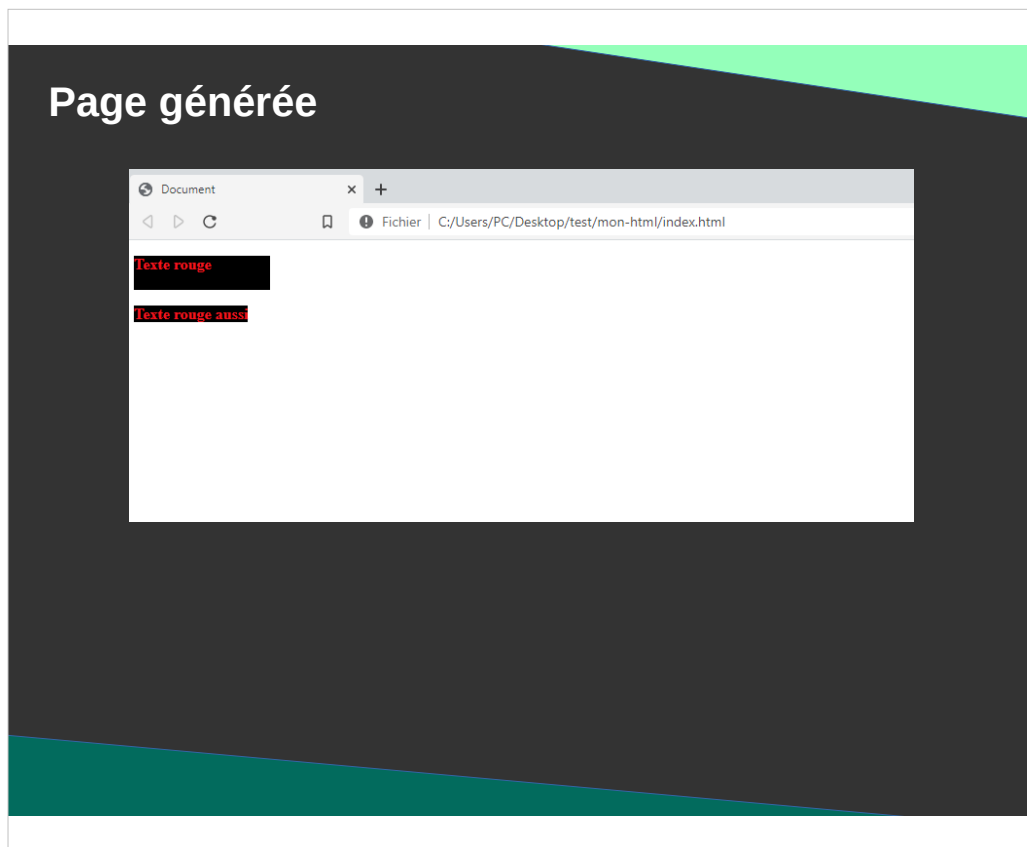 Page générée
Document
Fichier C:/Users/PC/Desktop/test/mon-html/index.html
Texte rouge
Texte rouge aussi